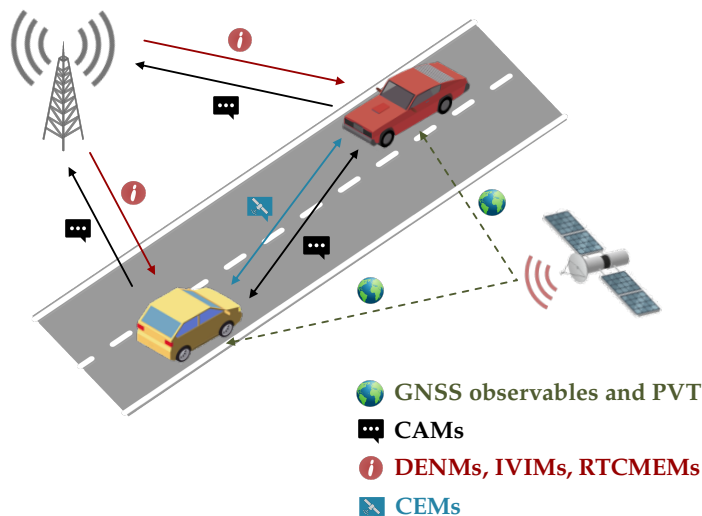 GNSS observables and PVT
CAMs
DENMs, IVIMs, RTCMEMs
CEMs